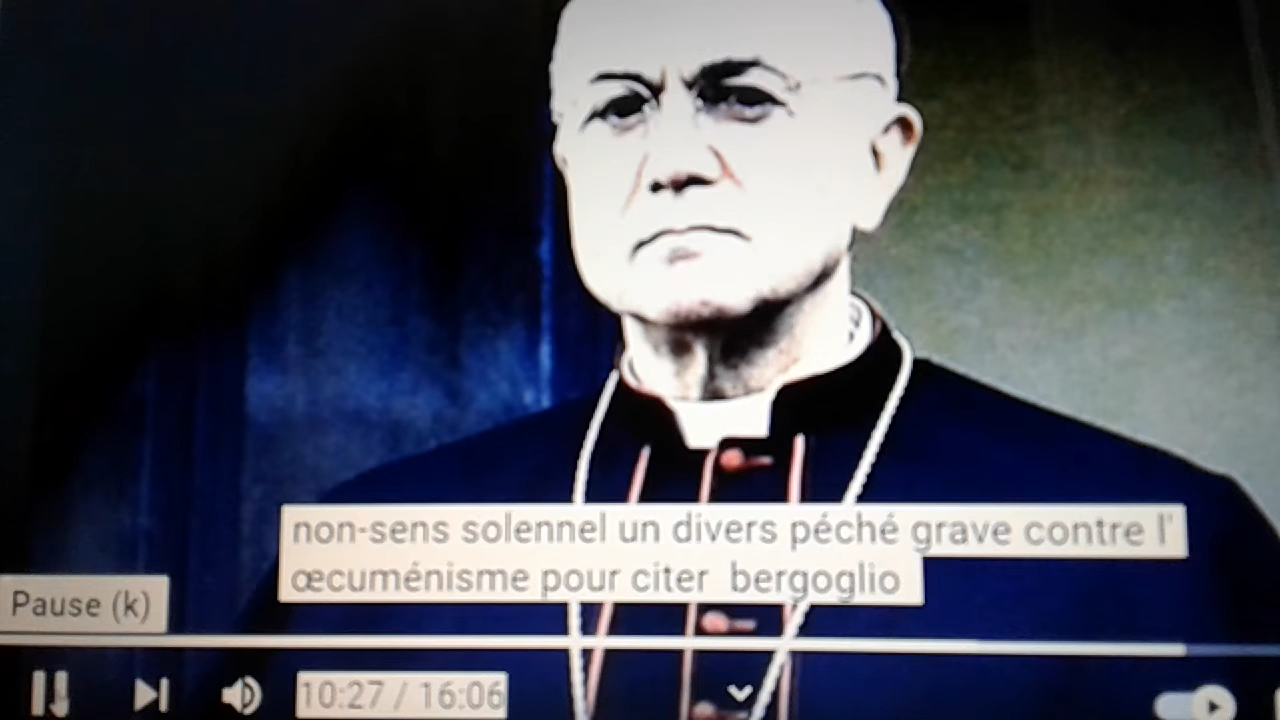 non-sens solennel un divers péché grave contre l'
œcuménisme pour citer bergoglio
Pause (k)
10:27 / 16:06